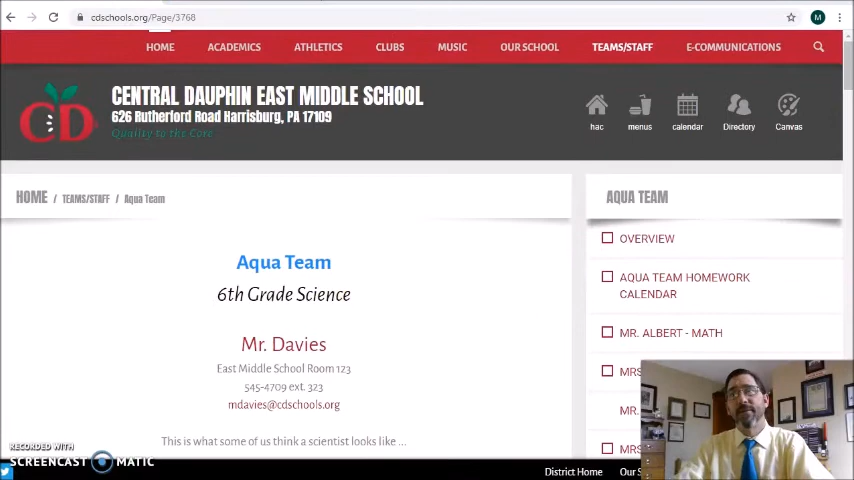 cdschools.org/Page/3768
M
HOME ACADEMICS ATHLETICS CLUBS MUSIC OUR SCHOOL TEAMS/STAFF E-COMMUNICATIONS
CD
CENTRAL DAUPHIN EAST MIDDLE SCHOOL
626 Rutherford Road Harrisburg, PA 17109
Quality to the Core
hac menus calendar Directory Canvas
HOME / TEAMS/STAFF / Aqua Team
Aqua Team
6th Grade Science
Mr. Davies
East Middle School Room 123
545-4709 ext. 323
mdavies@cdschools.org
This is what some of us think a scientist looks like ...
AQUA TEAM
OVERVIEW
AQUA TEAM HOMEWORK
CALENDAR
MR. ALBERT - MATH
MR.
RECORDED WITH
SCREENCAST MATIC
District Home